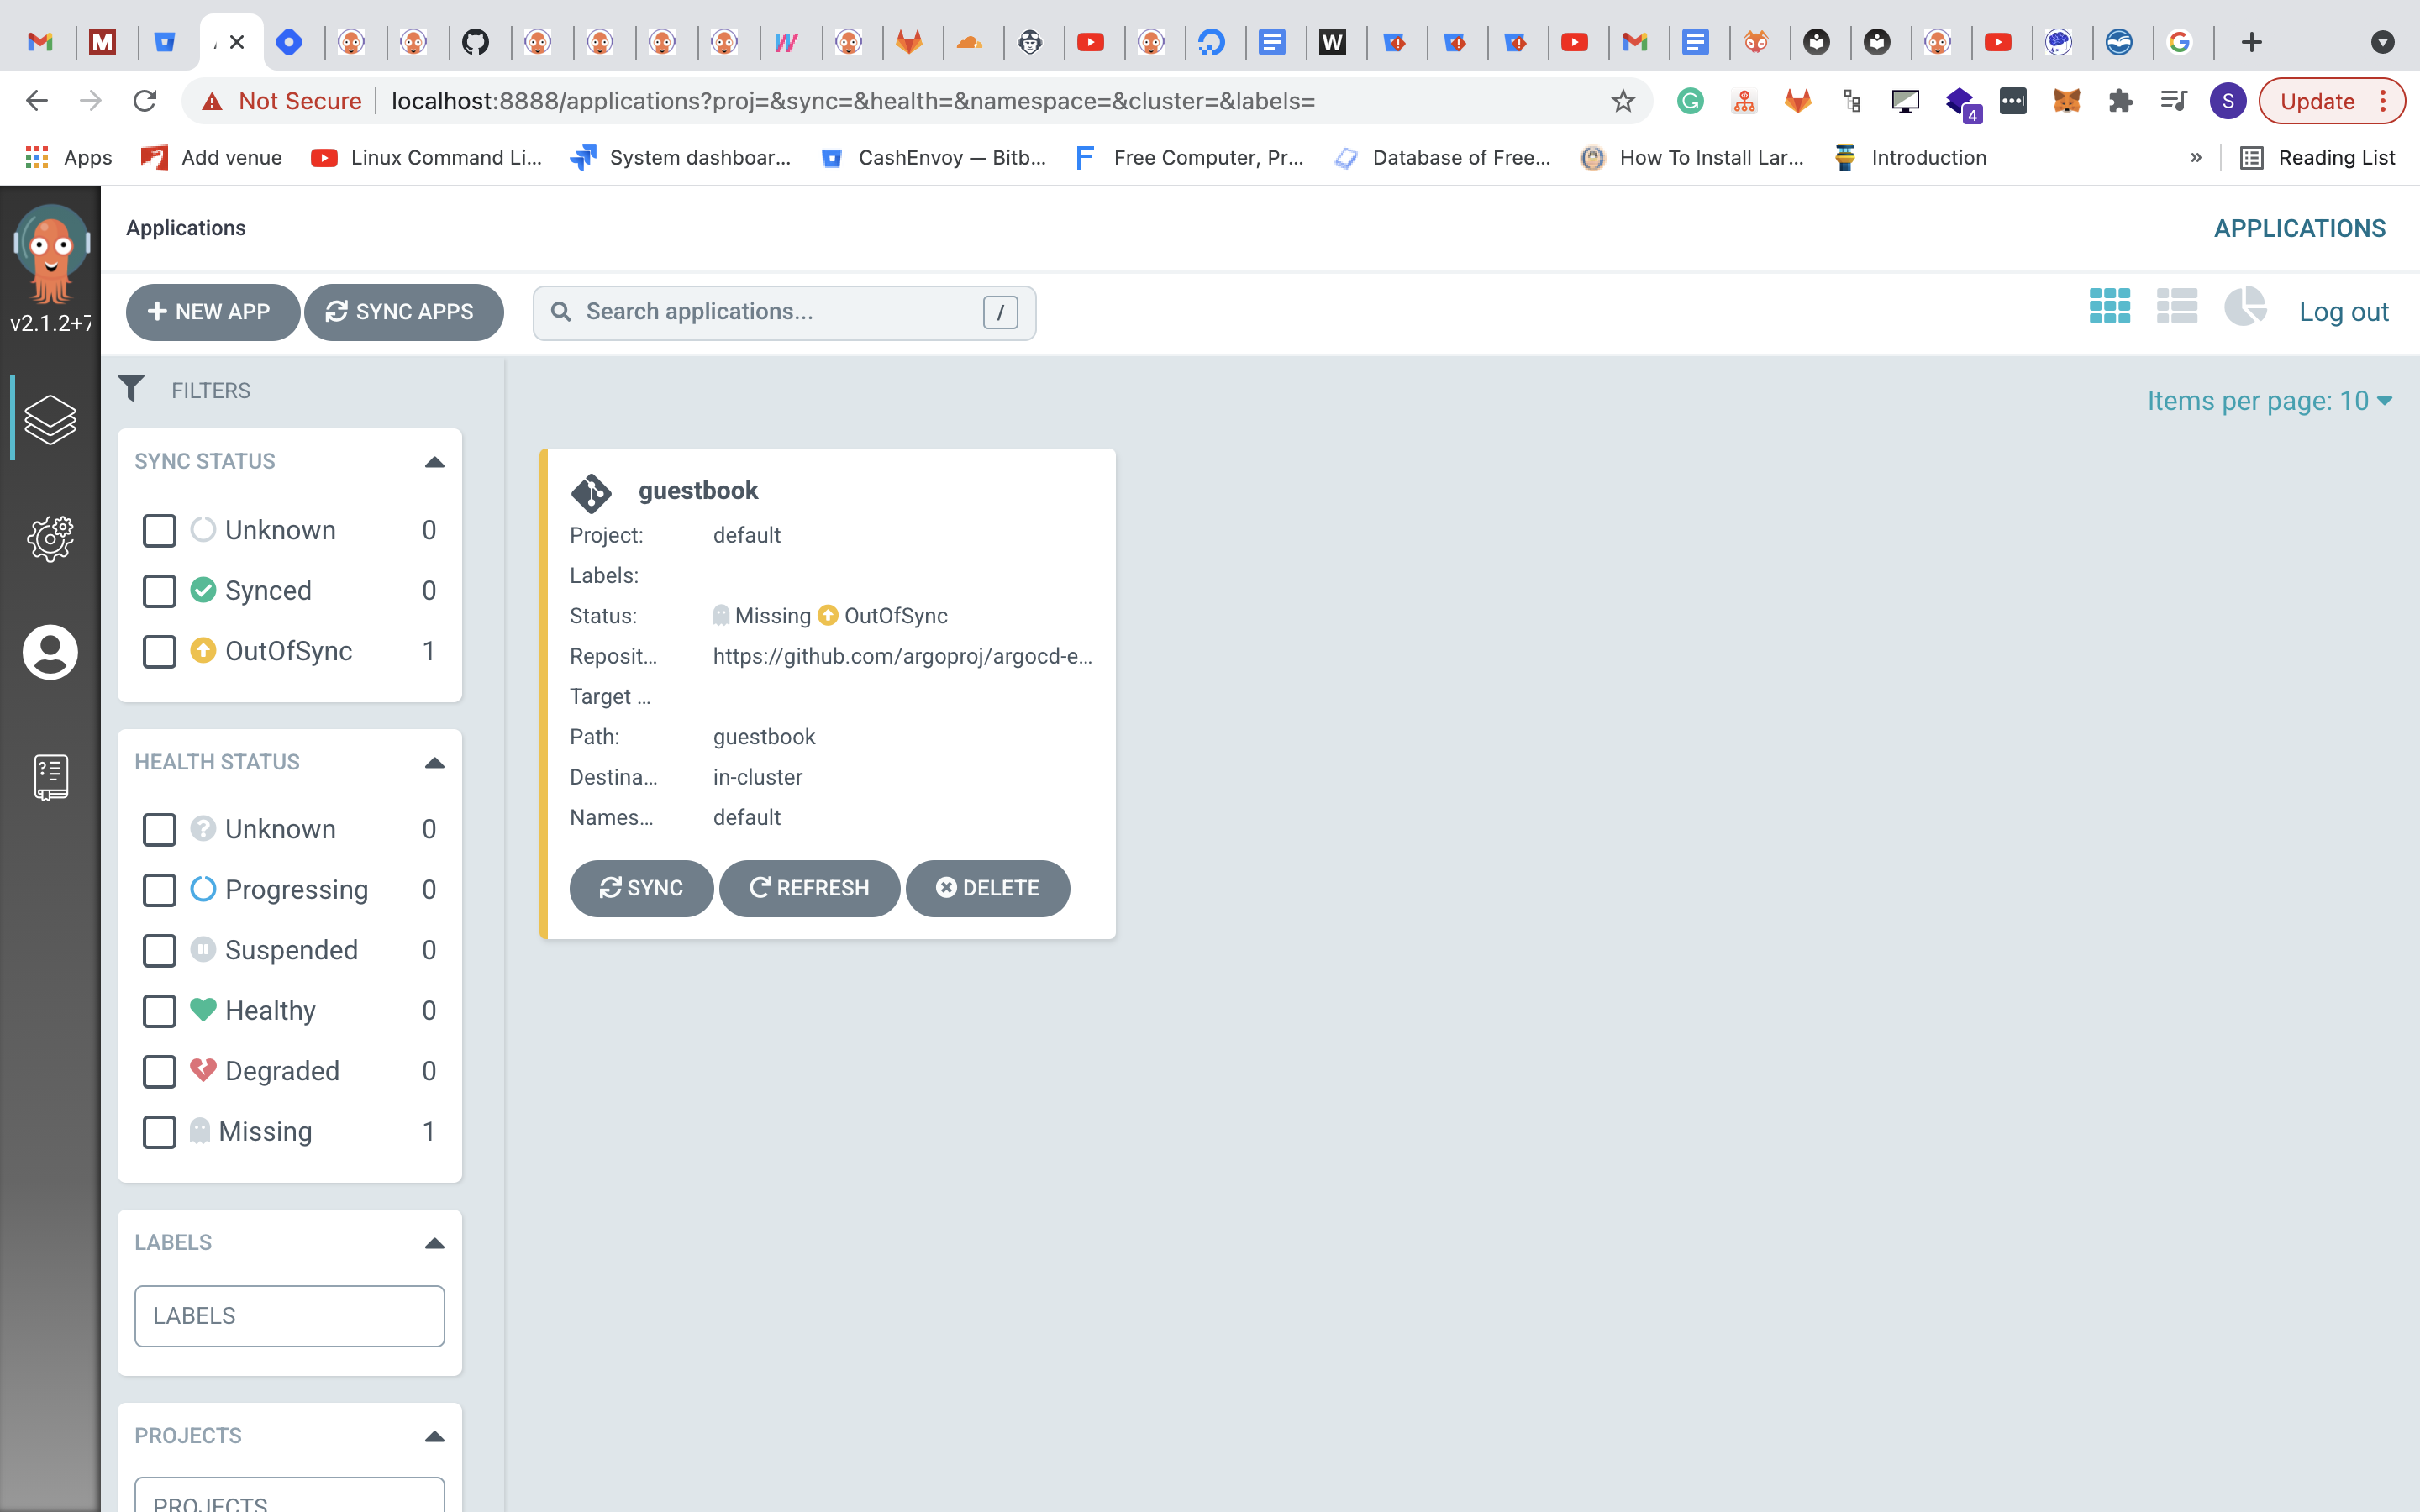 Not Secure localhost:8888/applications?proj=&sync=&health=&namespace=&cluster=&labels= 4 S Update
Apps Add venue Linux Command Li... System dashboar... CashEnvoy — Bitb... Free Computer, Pr... Database of Free... How To Install Lar... Introduction » Reading List
Applications APPLICATIONS
v2.1.2+7
NEW APP SYNC APPS Search applications... / Log out
FILTERS
Items per page: 10
SYNC STATUS
Unknown 0
Synced 0
OutOfSync 1
HEALTH STATUS
Unknown 0
Progressing 0
Suspended 0
Healthy 0
Degraded 0
Missing 1
LABELS
LABELS
PROJECTS
PROJECTS
guestbook
Project: default
Labels:
Status: Missing OutOfSync
Reposit... https://github.com/argoproj/argocd-e...
Target ...
Path: guestbook
Destina... in-cluster
Names... default
SYNC REFRESH DELETE